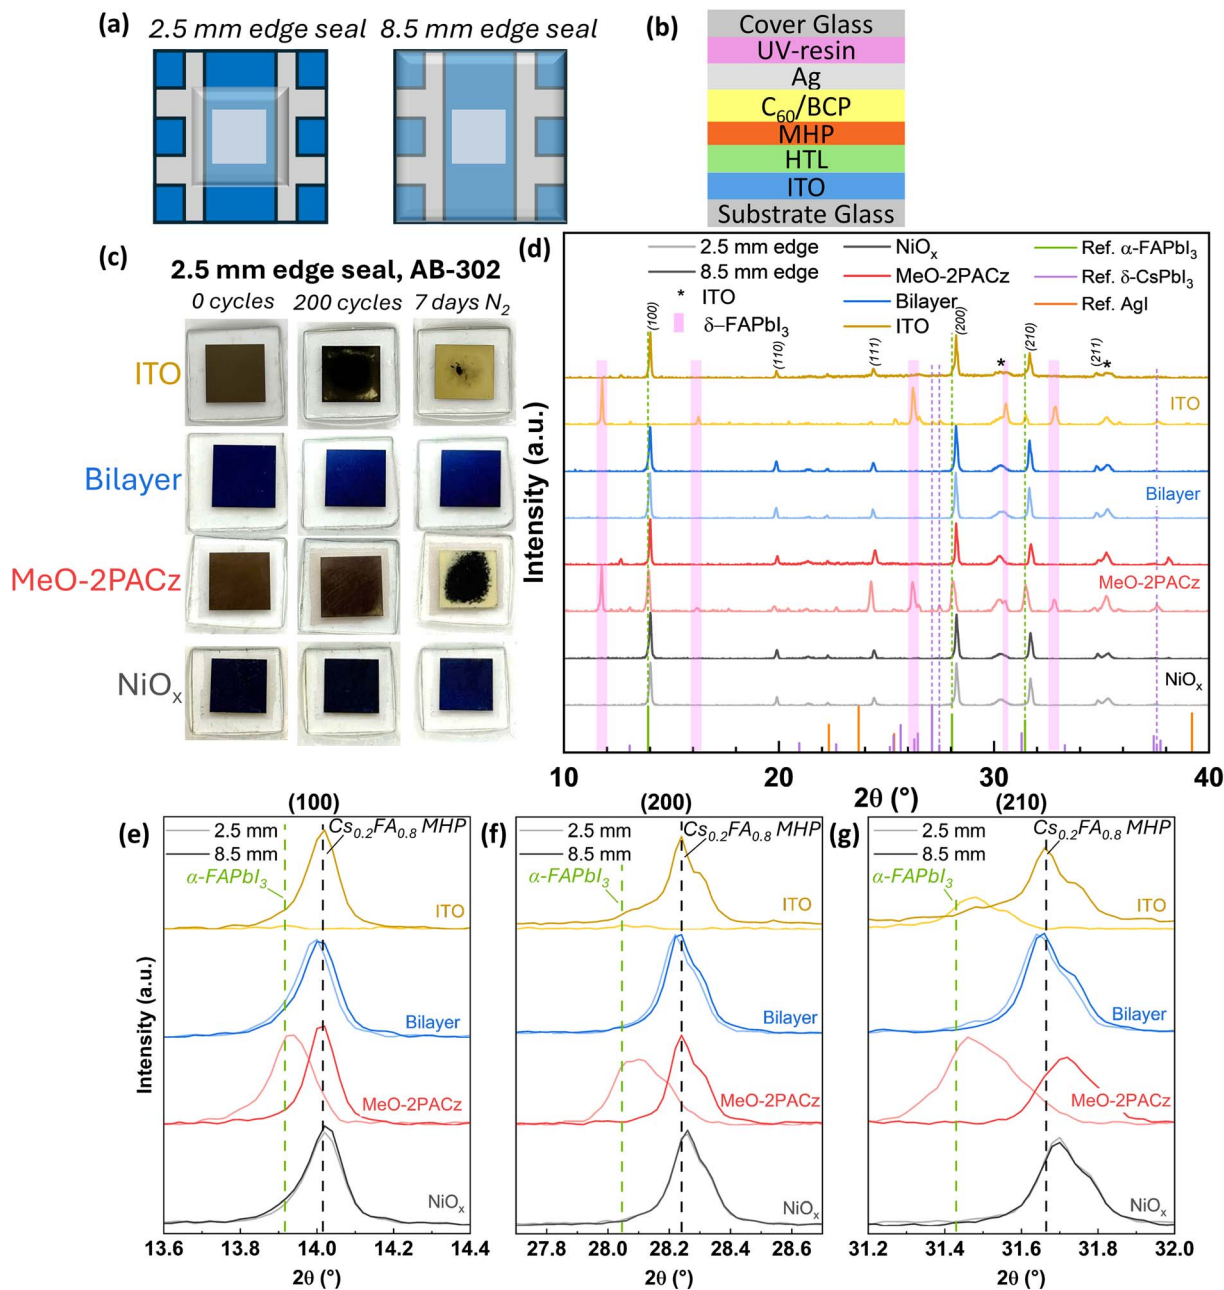 (a) 2.5 mm edge seal 8.5 mm edge seal
(b)
Cover Glass
UV-resin
Ag
C₆₀/BCP
MHP
HTL
ITO
Substrate Glass
(c) 2.5 mm edge seal, AB-302
0 cycles 200 cycles 7 days N₂
ITO
Bilayer
MeO-2PACz
NiOₓ
(d)
2.5 mm edge
8.5 mm edge
* ITO
δ–FAPbI₃
NiOₓ
MeO-2PACz
Bilayer
ITO
Ref. α-FAPbI₃
Ref. δ-CsPbI₃
Ref. AgI
(100)
(110)
(111)
(200)
(210)
(211)
*
*
ITO
Bilayer
MeO-2PACz
NiOₓ
Intensity (a.u.)
10 20 30 40
2θ (°)
(e) (100)
2.5 mm
8.5 mm
Cs₀.₂FA₀.₈ MHP
α-FAPbI₃
ITO
Bilayer
MeO-2PACz
NiOₓ
Intensity (a.u.)
13.6 13.8 14.0 14.2 14.4
2θ (°)
(f) (200)
2.5 mm
8.5 mm
Cs₀.₂FA₀.₈ MHP
α-FAPbI₃
ITO
Bilayer
MeO-2PACz
NiOₓ
27.8 28.0 28.2 28.4 28.6
2θ (°)
(g) (210)
2.5 mm
8.5 mm
Cs₀.₂FA₀.₈ MHP
α-FAPbI₃
ITO
Bilayer
MeO-2PACz
NiOₓ
31.2 31.4 31.6 31.8 32.0
2θ (°)